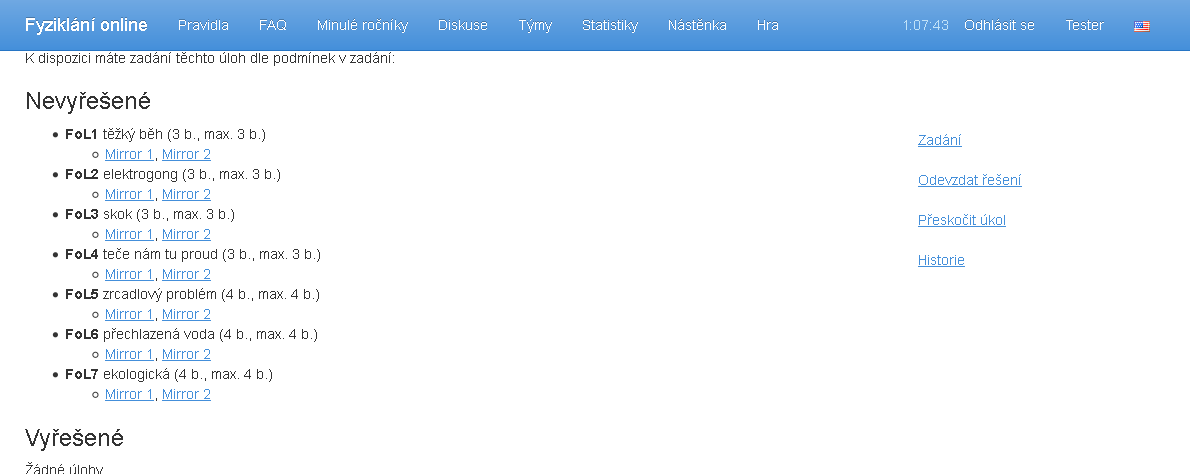 Fyziklání online Pravidla FAQ Minulé ročníky Diskuse Týmy Statistiky Nástěnka Hra 1:07:43 Odhlásit se Tester
K dispozici máte zadání těchto úloh dle podmínek v zadání:
Nevyřešené
FoL1 těžký běh (3 b., max. 3 b.)
Mirror 1, Mirror 2
FoL2 elektrogong (3 b., max. 3 b.)
Mirror 1, Mirror 2
FoL3 skok (3 b., max. 3 b.)
Mirror 1, Mirror 2
FoL4 teče nám tu proud (3 b., max. 3 b.)
Mirror 1, Mirror 2
FoL5 zrcadlový problém (4 b., max. 4 b.)
Mirror 1, Mirror 2
FoL6 přechlazená voda (4 b., max. 4 b.)
Mirror 1, Mirror 2
FoL7 ekologická (4 b., max. 4 b.)
Mirror 1, Mirror 2
Zadání
Odevzdat řešení
Přeskočit úkol
Historie
Vyřešené
Žádné úlohy